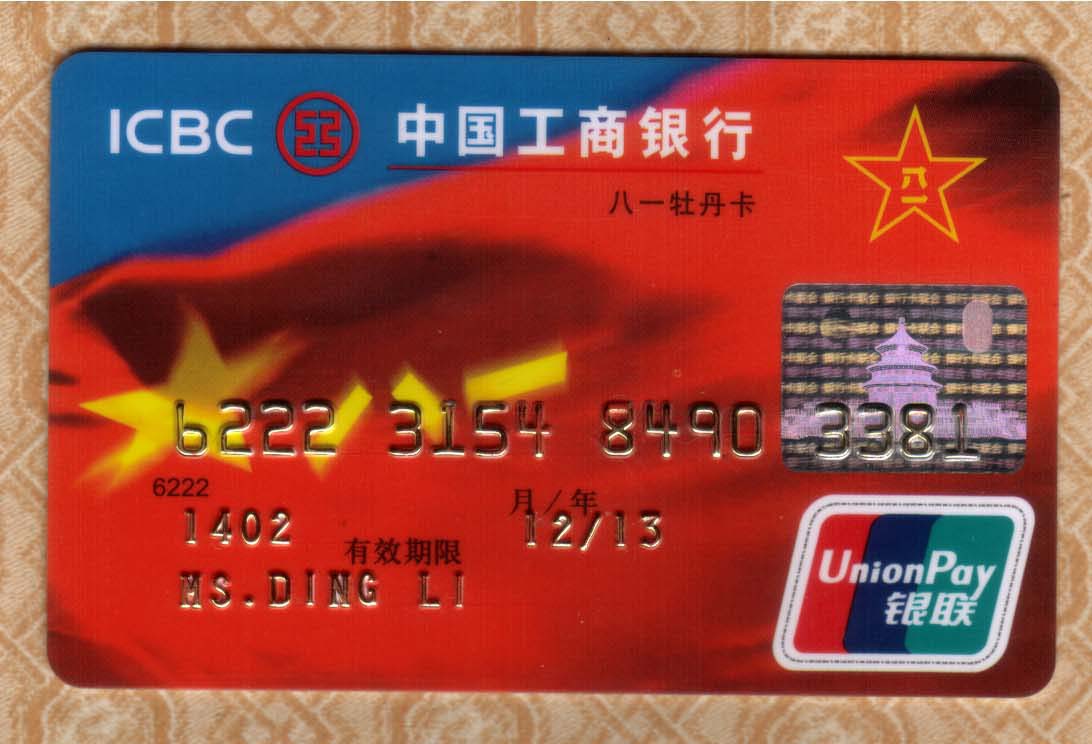 ICBC 中国工商银行
八一牡丹卡
八一
6222 3154 8490 3381
6222
月/年
1402
12/13
有效期限
MS.DING LI
UnionPay
银联